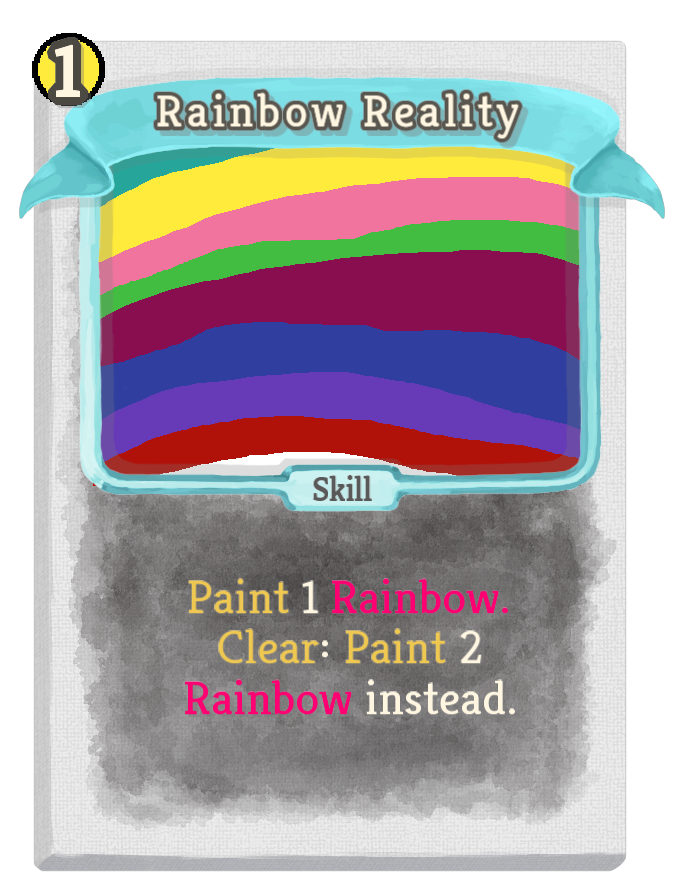 1
Rainbow Reality
Skill
Paint 1 Rainbow.
Clear: Paint 2
Rainbow instead.